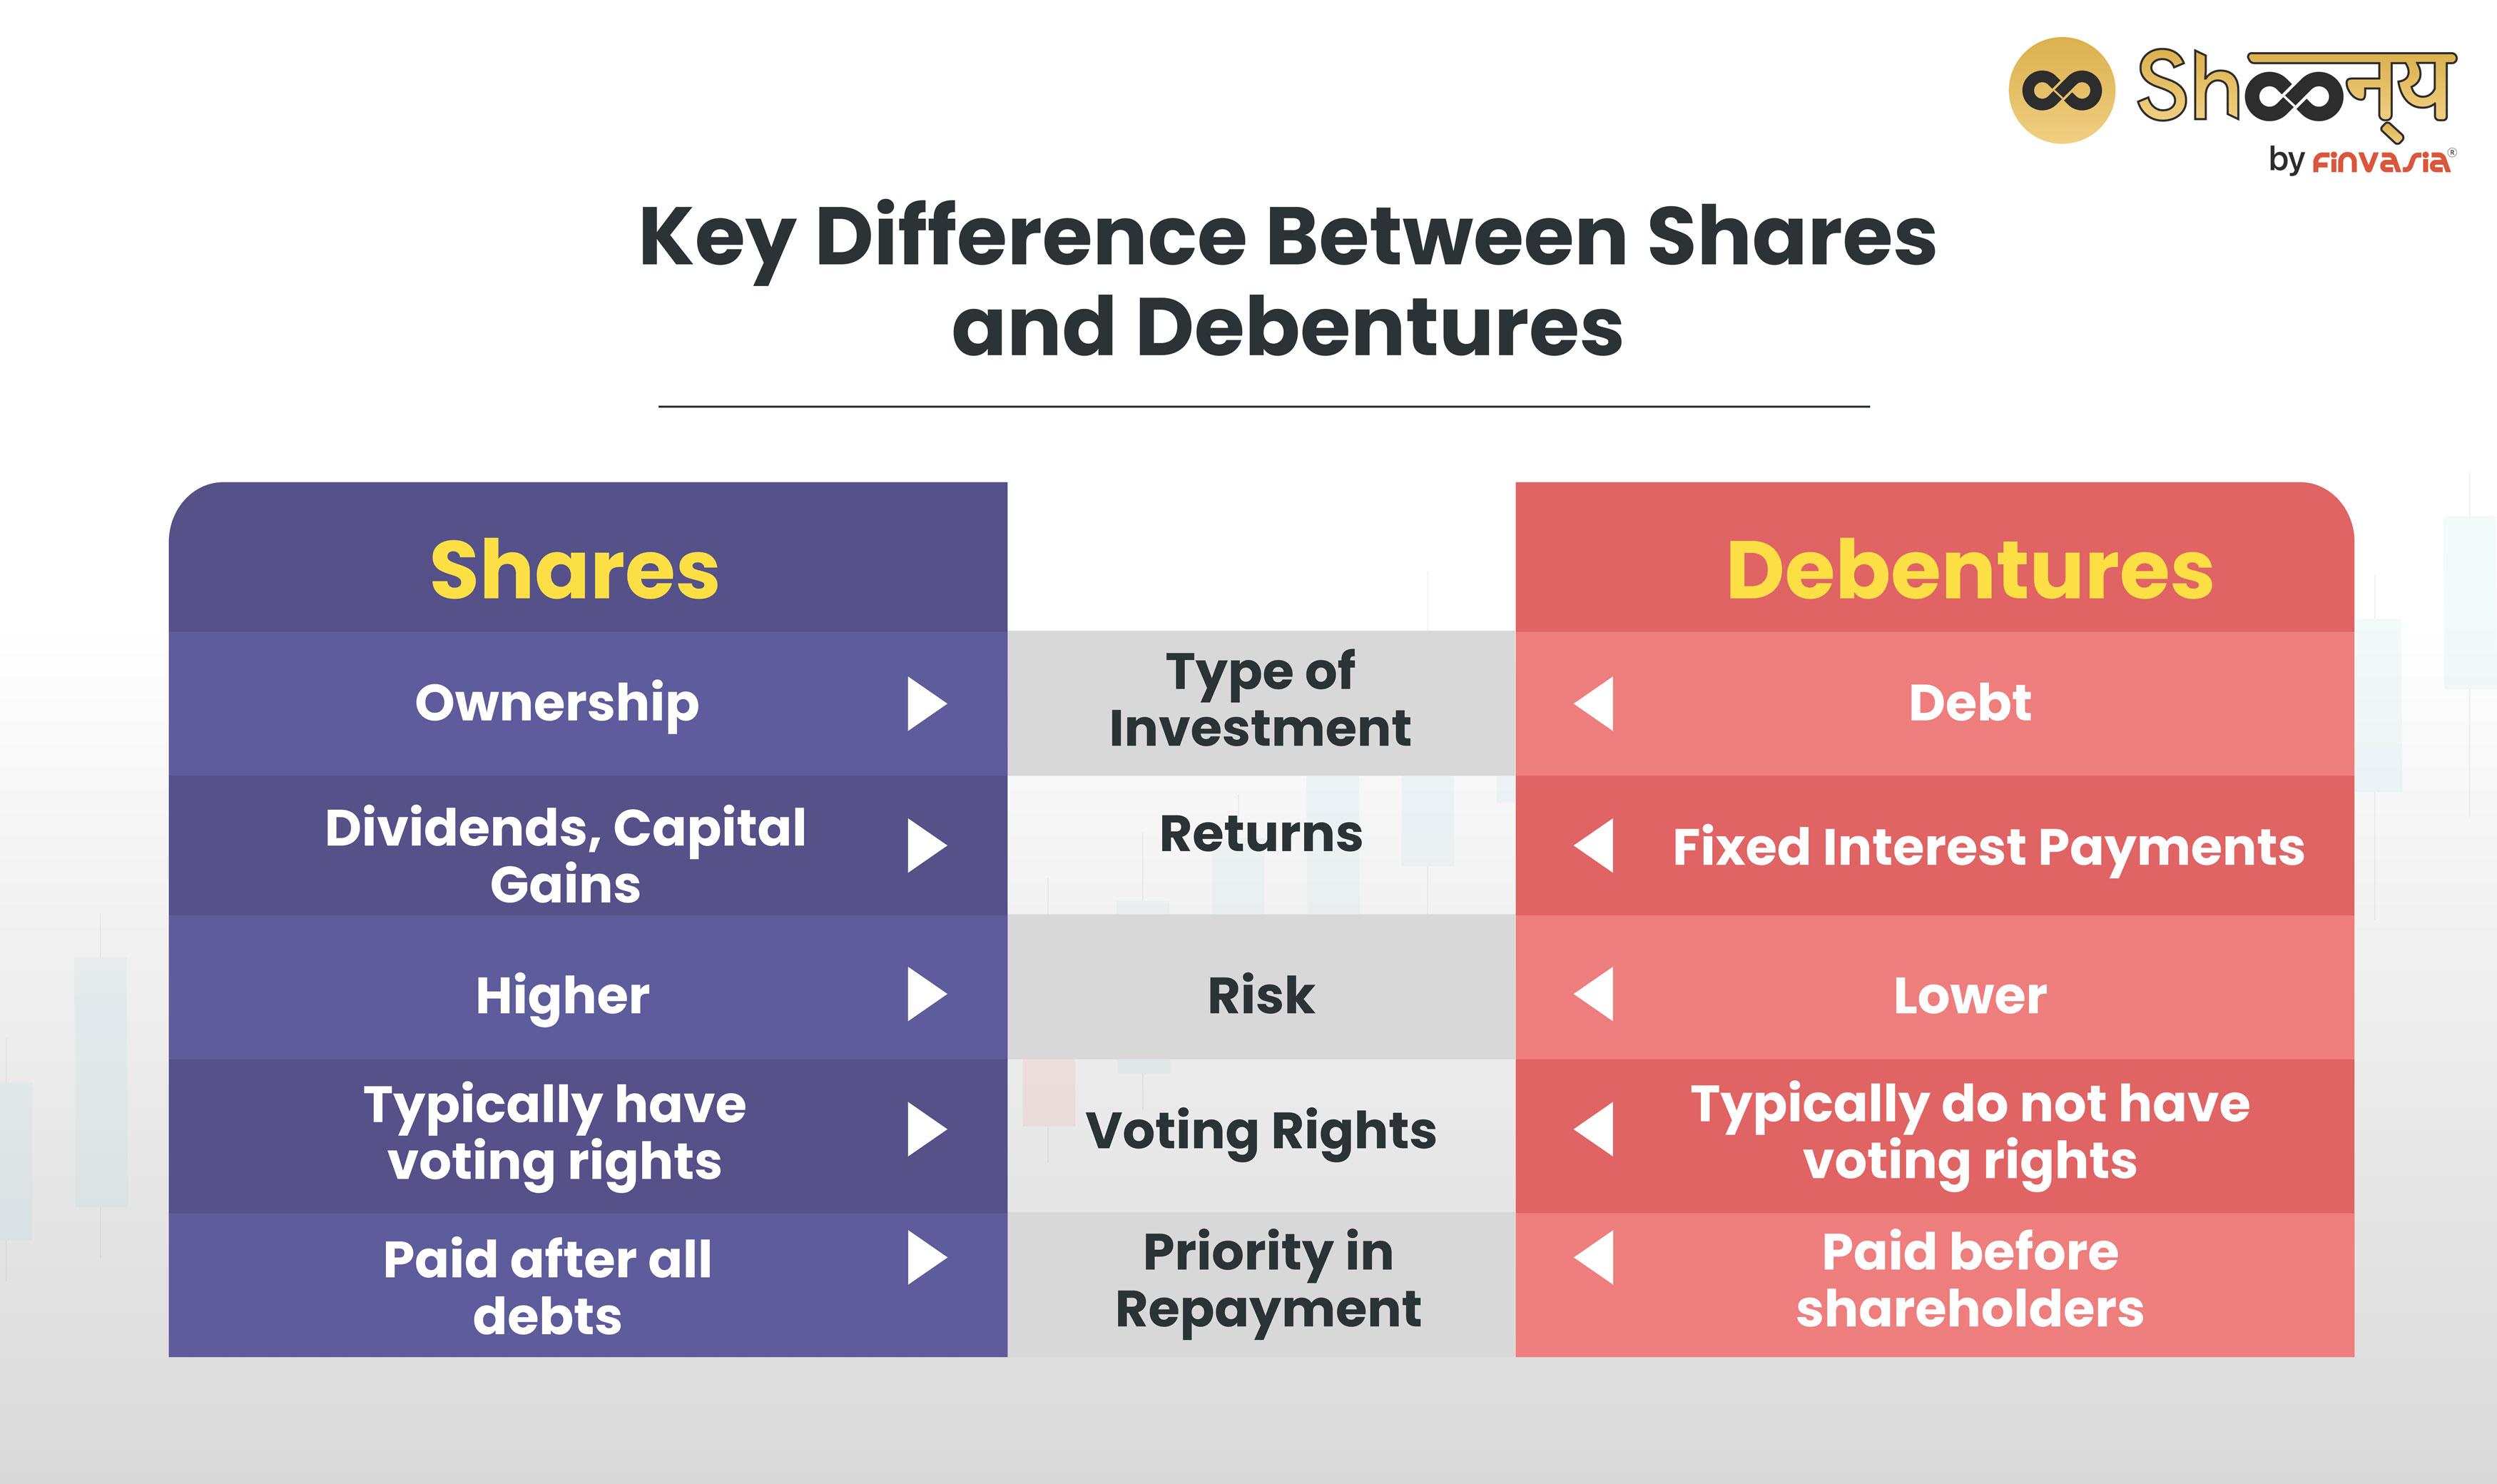 Shooन्य
by FINVASIA®
Key Difference Between Shares
and Debentures
Shares
Debentures
Ownership
Type of
Investment
Debt
Dividends, Capital
Gains
Returns
Fixed Interest Payments
Higher
Risk
Lower
Typically have
voting rights
Voting Rights
Typically do not have
voting rights
Paid after all
debts
Priority in
Repayment
Paid before
shareholders